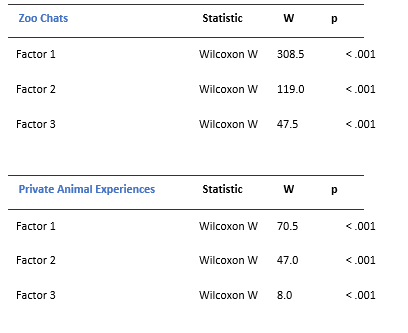 Zoo Chats Statistic W p
Factor 1 Wilcoxon W 308.5 < .001
Factor 2 Wilcoxon W 119.0 < .001
Factor 3 Wilcoxon W 47.5 < .001
Private Animal Experiences Statistic W p
Factor 1 Wilcoxon W 70.5 < .001
Factor 2 Wilcoxon W 47.0 < .001
Factor 3 Wilcoxon W 8.0 < .001